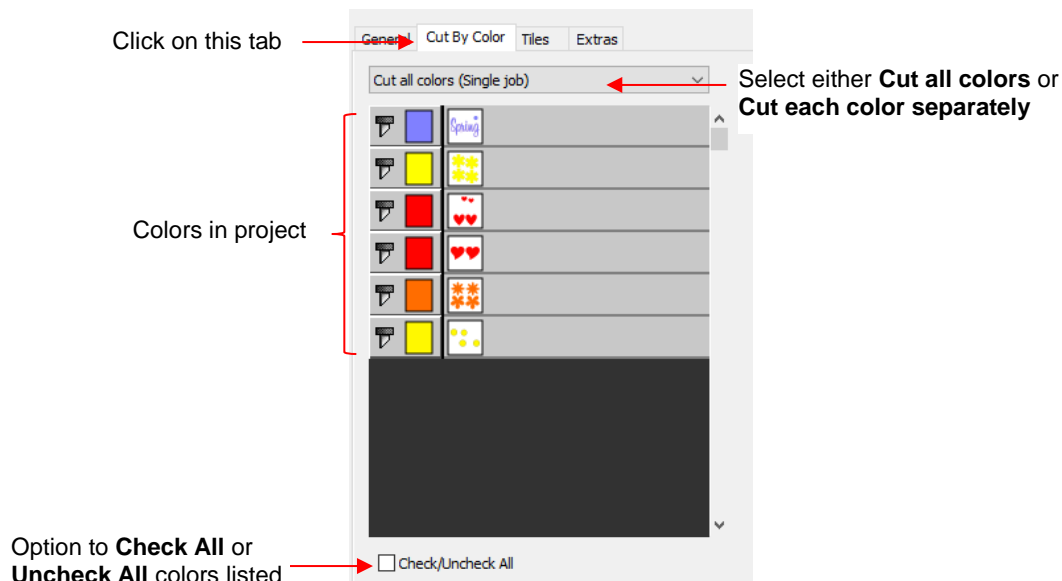 Click on this tab
General Cut By Color Tiles Extras
Cut all colors (Single job)
Select either Cut all colors or
Cut each color separately
Spring
Colors in project
Option to Check All or
Uncheck All colors listed
Check/Uncheck All